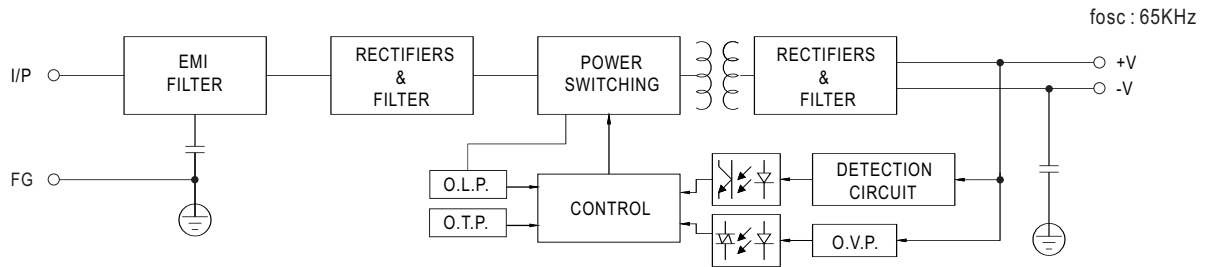 fosc : 65KHz
I/P
EMI
FILTER
RECTIFIERS
&
FILTER
POWER
SWITCHING
RECTIFIERS
&
FILTER
+V
-V
FG
O.L.P.
O.T.P.
CONTROL
DETECTION
CIRCUIT
O.V.P.